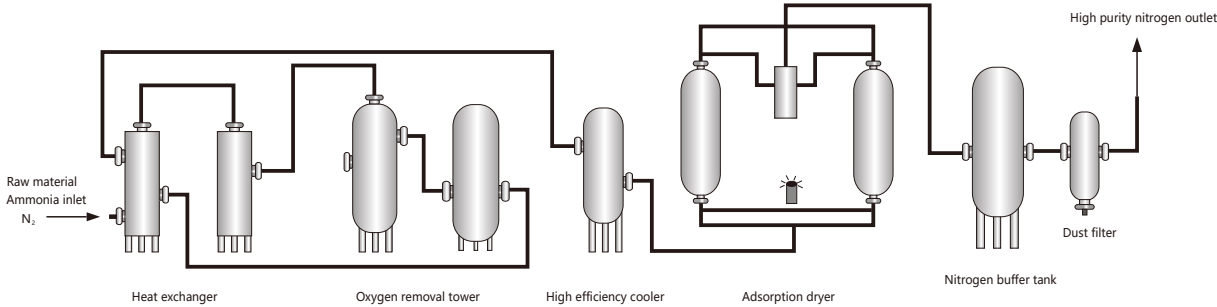 High purity nitrogen outlet
Raw material
Ammonia inlet
N₂
Dust filter
Nitrogen buffer tank
Heat exchanger
Oxygen removal tower
High efficiency cooler
Adsorption dryer